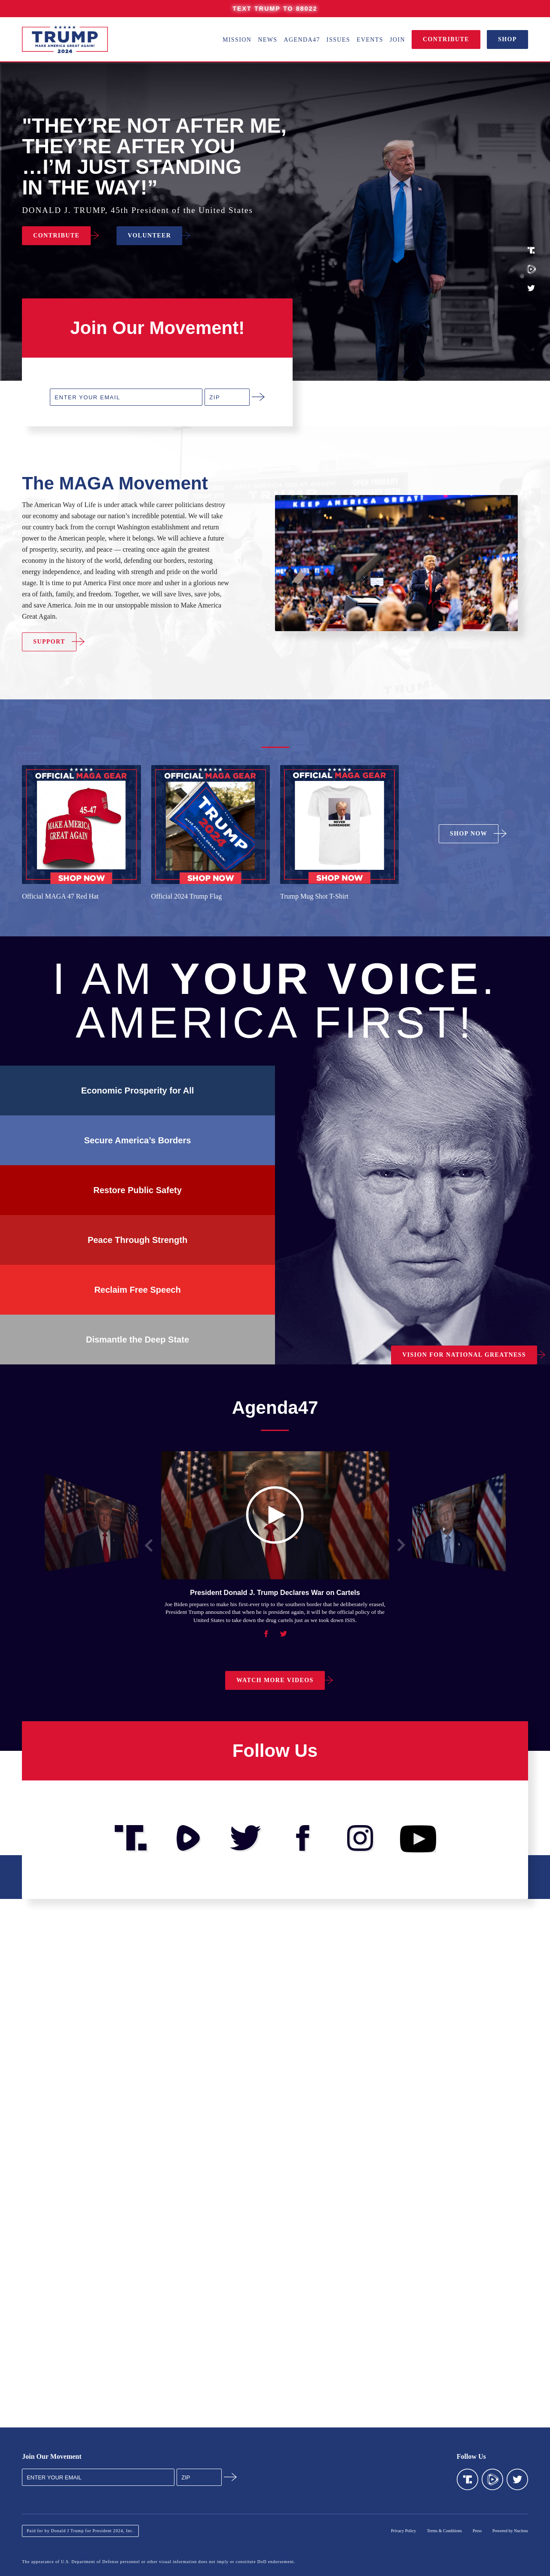 TEXT TRUMP TO 88022
TRUMP
MAKE AMERICA GREAT AGAIN!
2024
MISSION NEWS AGENDA47 ISSUES EVENTS JOIN CONTRIBUTE SHOP
"THEY’RE NOT AFTER ME,
THEY’RE AFTER YOU
…I’M JUST STANDING
IN THE WAY!”
DONALD J. TRUMP, 45th President of the United States
CONTRIBUTE VOLUNTEER
Join Our Movement!
ENTER YOUR EMAIL ZIP
The MAGA Movement
The American Way of Life is under attack while career politicians destroy
our economy and sabotage our nation’s incredible potential. We will take
our country back from the corrupt Washington establishment and return
power to the American people, where it belongs. We will achieve a future
of prosperity, security, and peace — creating once again the greatest
economy in the history of the world, defending our borders, restoring
energy independence, and leading with strength and pride on the world
stage. It is time to put America First once more and usher in a glorious new
era of faith, family, and freedom. Together, we will save lives, save jobs,
and save America. Join me in our unstoppable mission to Make America
Great Again.
KEEP AMERICA GREAT!
SUPPORT
OFFICIAL MAGA GEAR
45-47
MAKE AMERICA
GREAT AGAIN
SHOP NOW
Official MAGA 47 Red Hat
OFFICIAL MAGA GEAR
TRUMP
2024
SHOP NOW
Official 2024 Trump Flag
OFFICIAL MAGA GEAR
NEVER
SURRENDER!
SHOP NOW
Trump Mug Shot T-Shirt
SHOP NOW
I AM YOUR VOICE.
AMERICA FIRST!
Economic Prosperity for All
Secure America’s Borders
Restore Public Safety
Peace Through Strength
Reclaim Free Speech
Dismantle the Deep State
VISION FOR NATIONAL GREATNESS
Agenda47
President Donald J. Trump Declares War on Cartels
Joe Biden prepares to make his first-ever trip to the southern border that he deliberately erased,
President Trump announced that when he is president again, it will be the official policy of the
United States to take down the drug cartels just as we took down ISIS.
WATCH MORE VIDEOS
Follow Us
Join Our Movement
ENTER YOUR EMAIL ZIP
Follow Us
Paid for by Donald J Trump for President 2024, Inc.
Privacy Policy Terms & Conditions Press Powered by Nucleus
The appearance of U.S. Department of Defense personnel or other visual information does not imply or constitute DoD endorsement.